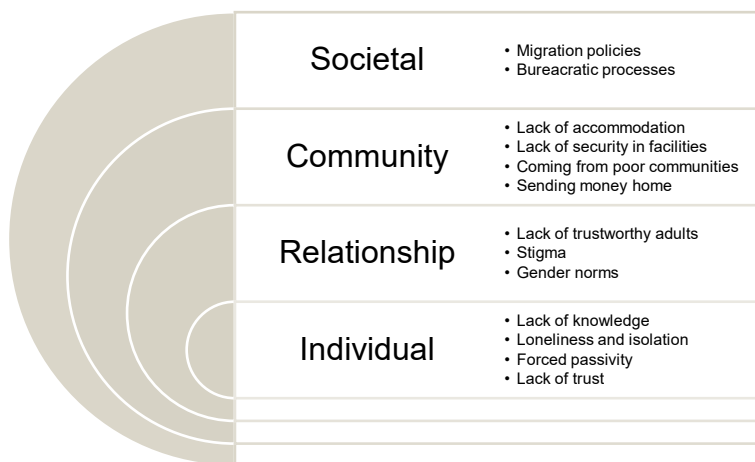 Societal
• Migration policies
• Bureacratic processes
Community
• Lack of accommodation
• Lack of security in facilities
• Coming from poor communities
• Sending money home
Relationship
• Lack of trustworthy adults
• Stigma
• Gender norms
Individual
• Lack of knowledge
• Loneliness and isolation
• Forced passivity
• Lack of trust